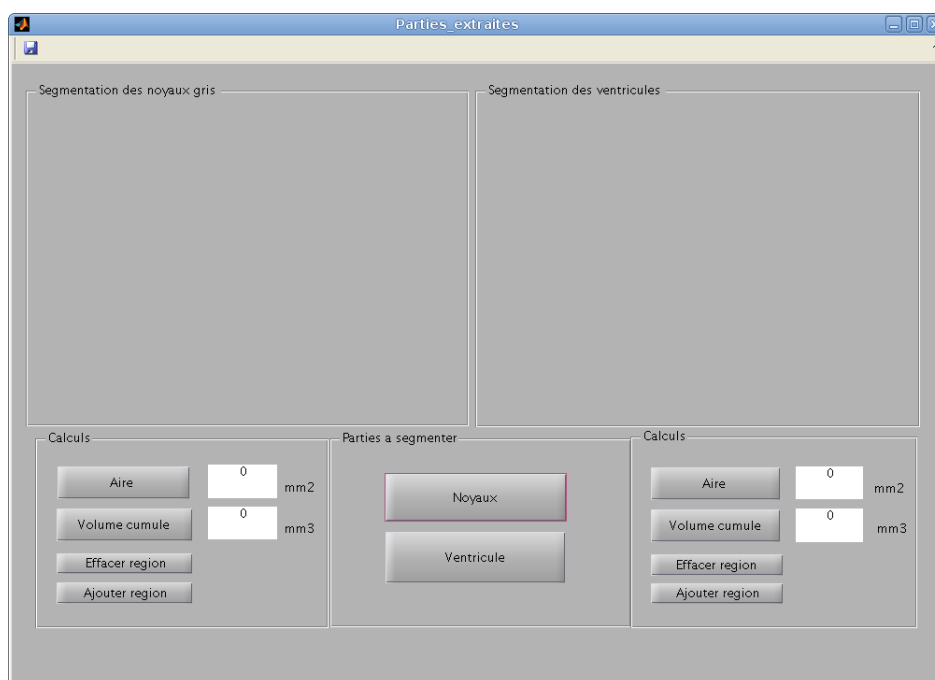 Parties_extraites
Segmentation des noyaux gris
Segmentation des ventricules
Calculs
Aire
0
mm2
Volume cumule
0
mm3
Effacer region
Ajouter region
Parties a segmenter
Noyaux
Ventricule
Calculs
Aire
0
mm2
Volume cumule
0
mm3
Effacer region
Ajouter region